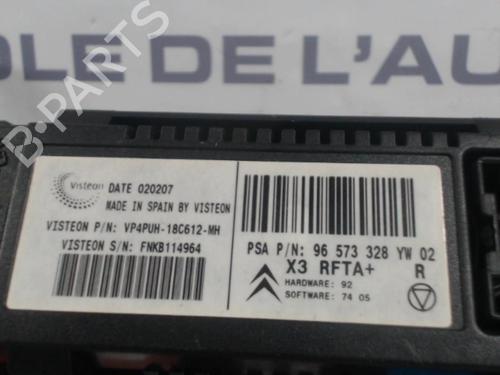 OLE DE L'AU
B-PARTS
Visteon
DATE 020207
MADE IN SPAIN BY VISTEON
VISTEON P/N: VP4PUH-18C612-MH
VISTEON S/N: FNKB114964
PSA P/N: 96 573 328 YW 02
X3 RFTA+ R
HARDWARE: 92
SOFTWARE: 74 05